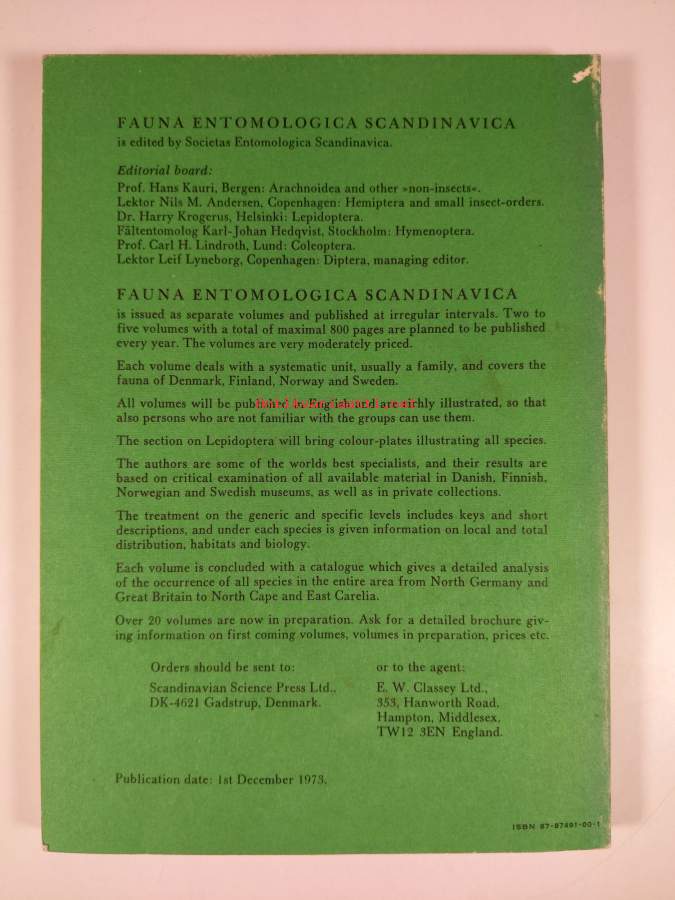 FAUNA ENTOMOLOGICA SCANDINAVICA
is edited by Societas Entomologica Scandinavica.
Editorial board:
Prof. Hans Kauri, Bergen: Arachnoidea and other »non-insects«.
Lektor Nils M. Andersen, Copenhagen: Hemiptera and small insect-orders.
Dr. Harry Krogerus, Helsinki: Lepidoptera.
Fältentomolog Karl-Johan Hedqvist, Stockholm: Hymenoptera.
Prof. Carl H. Lindroth, Lund: Coleoptera.
Lektor Leif Lyneborg, Copenhagen: Diptera, managing editor.
FAUNA ENTOMOLOGICA SCANDINAVICA
is issued as separate volumes and published at irregular intervals. Two to
five volumes with a total of maximal 800 pages are planned to be published
every year. The volumes are very moderately priced.
Each volume deals with a systematic unit, usually a family, and covers the
fauna of Denmark, Finland, Norway and Sweden.
All volumes will be published in English and are richly illustrated, so that
also persons who are not familiar with the groups can use them.
The section on Lepidoptera will bring colour-plates illustrating all species.
The authors are some of the worlds best specialists, and their results are
based on critical examination of all available material in Danish, Finnish,
Norwegian and Swedish museums, as well as in private collections.
The treatment on the generic and specific levels includes keys and short
descriptions, and under each species is given information on local and total
distribution, habitats and biology.
Each volume is concluded with a catalogue which gives a detailed analysis
of the occurrence of all species in the entire area from North Germany and
Great Britain to North Cape and East Carelia.
Over 20 volumes are now in preparation. Ask for a detailed brochure giv-
ing information on first coming volumes, volumes in preparation, prices etc.
Orders should be sent to:
Scandinavian Science Press Ltd.,
DK-4621 Gadstrup, Denmark.
or to the agent:
E. W. Classey Ltd.,
353, Hanworth Road,
Hampton, Middlesex,
TW12 3EN England.
Publication date: 1st December 1973.
ISBN 87-87491-00-1